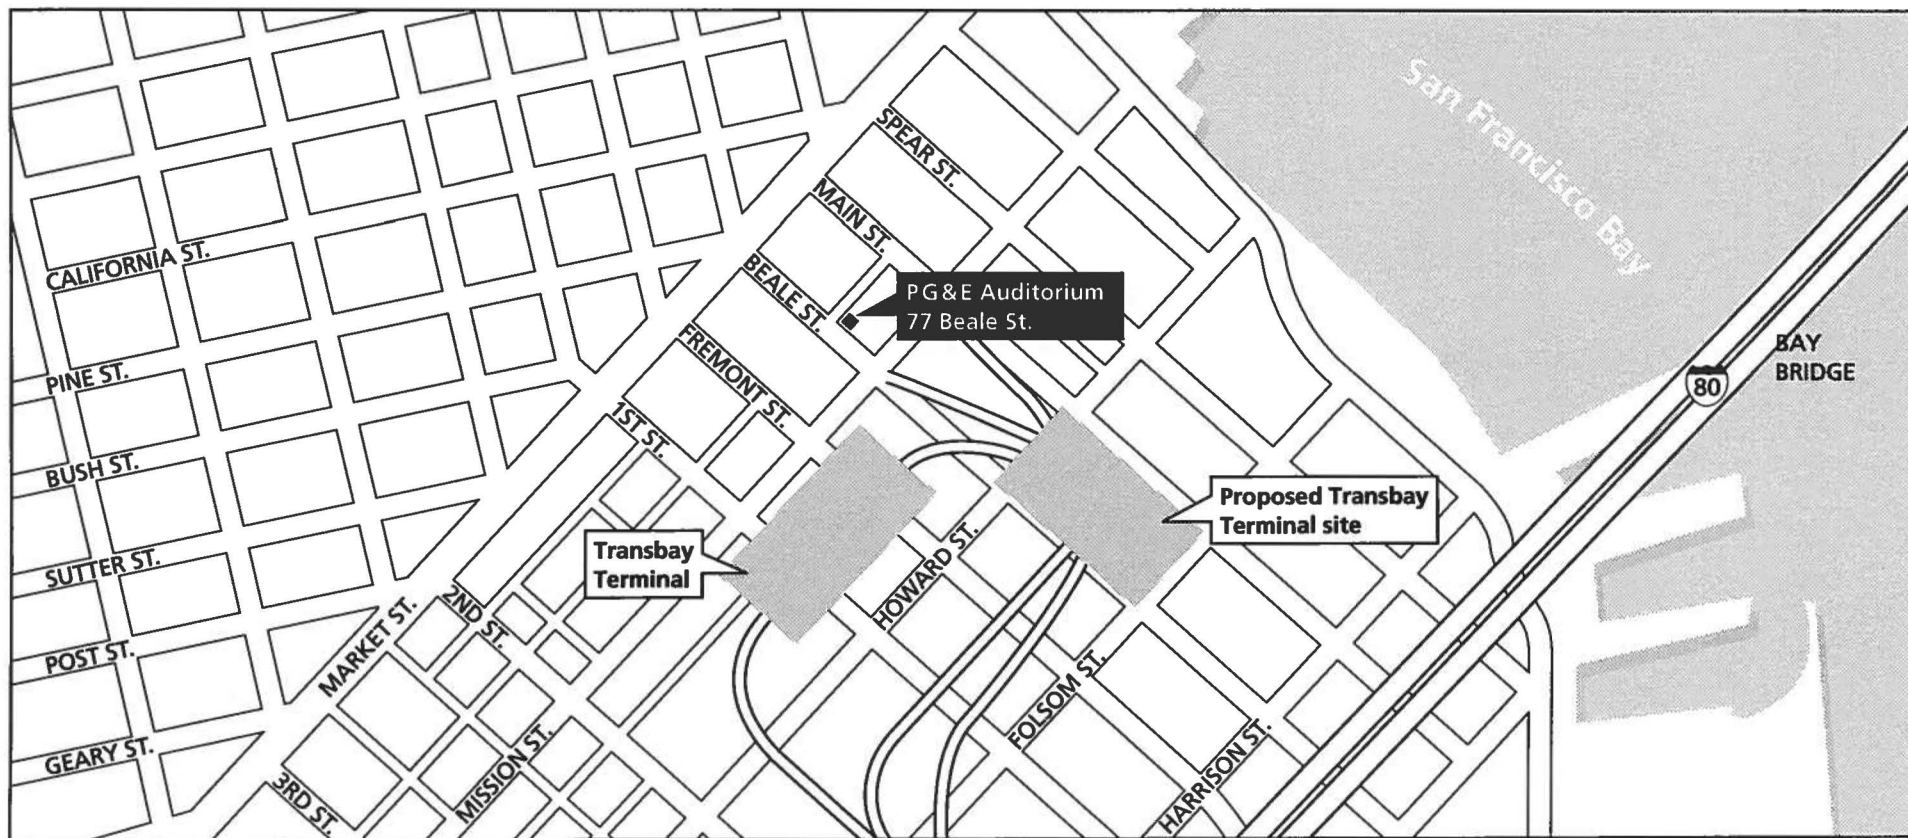 San Francisco Bay
SPEAR ST.
MAIN ST.
BEALE ST.
FREMONT ST.
1ST ST.
2ND ST.
3RD ST.
CALIFORNIA ST.
PINE ST.
BUSH ST.
SUTTER ST.
POST ST.
GEARY ST.
MARKET ST.
MISSION ST.
HOWARD ST.
FOLSOM ST.
HARRISON ST.
PG&E Auditorium
77 Beale St.
Transbay
Terminal
Proposed Transbay
Terminal site
80
BAY
BRIDGE